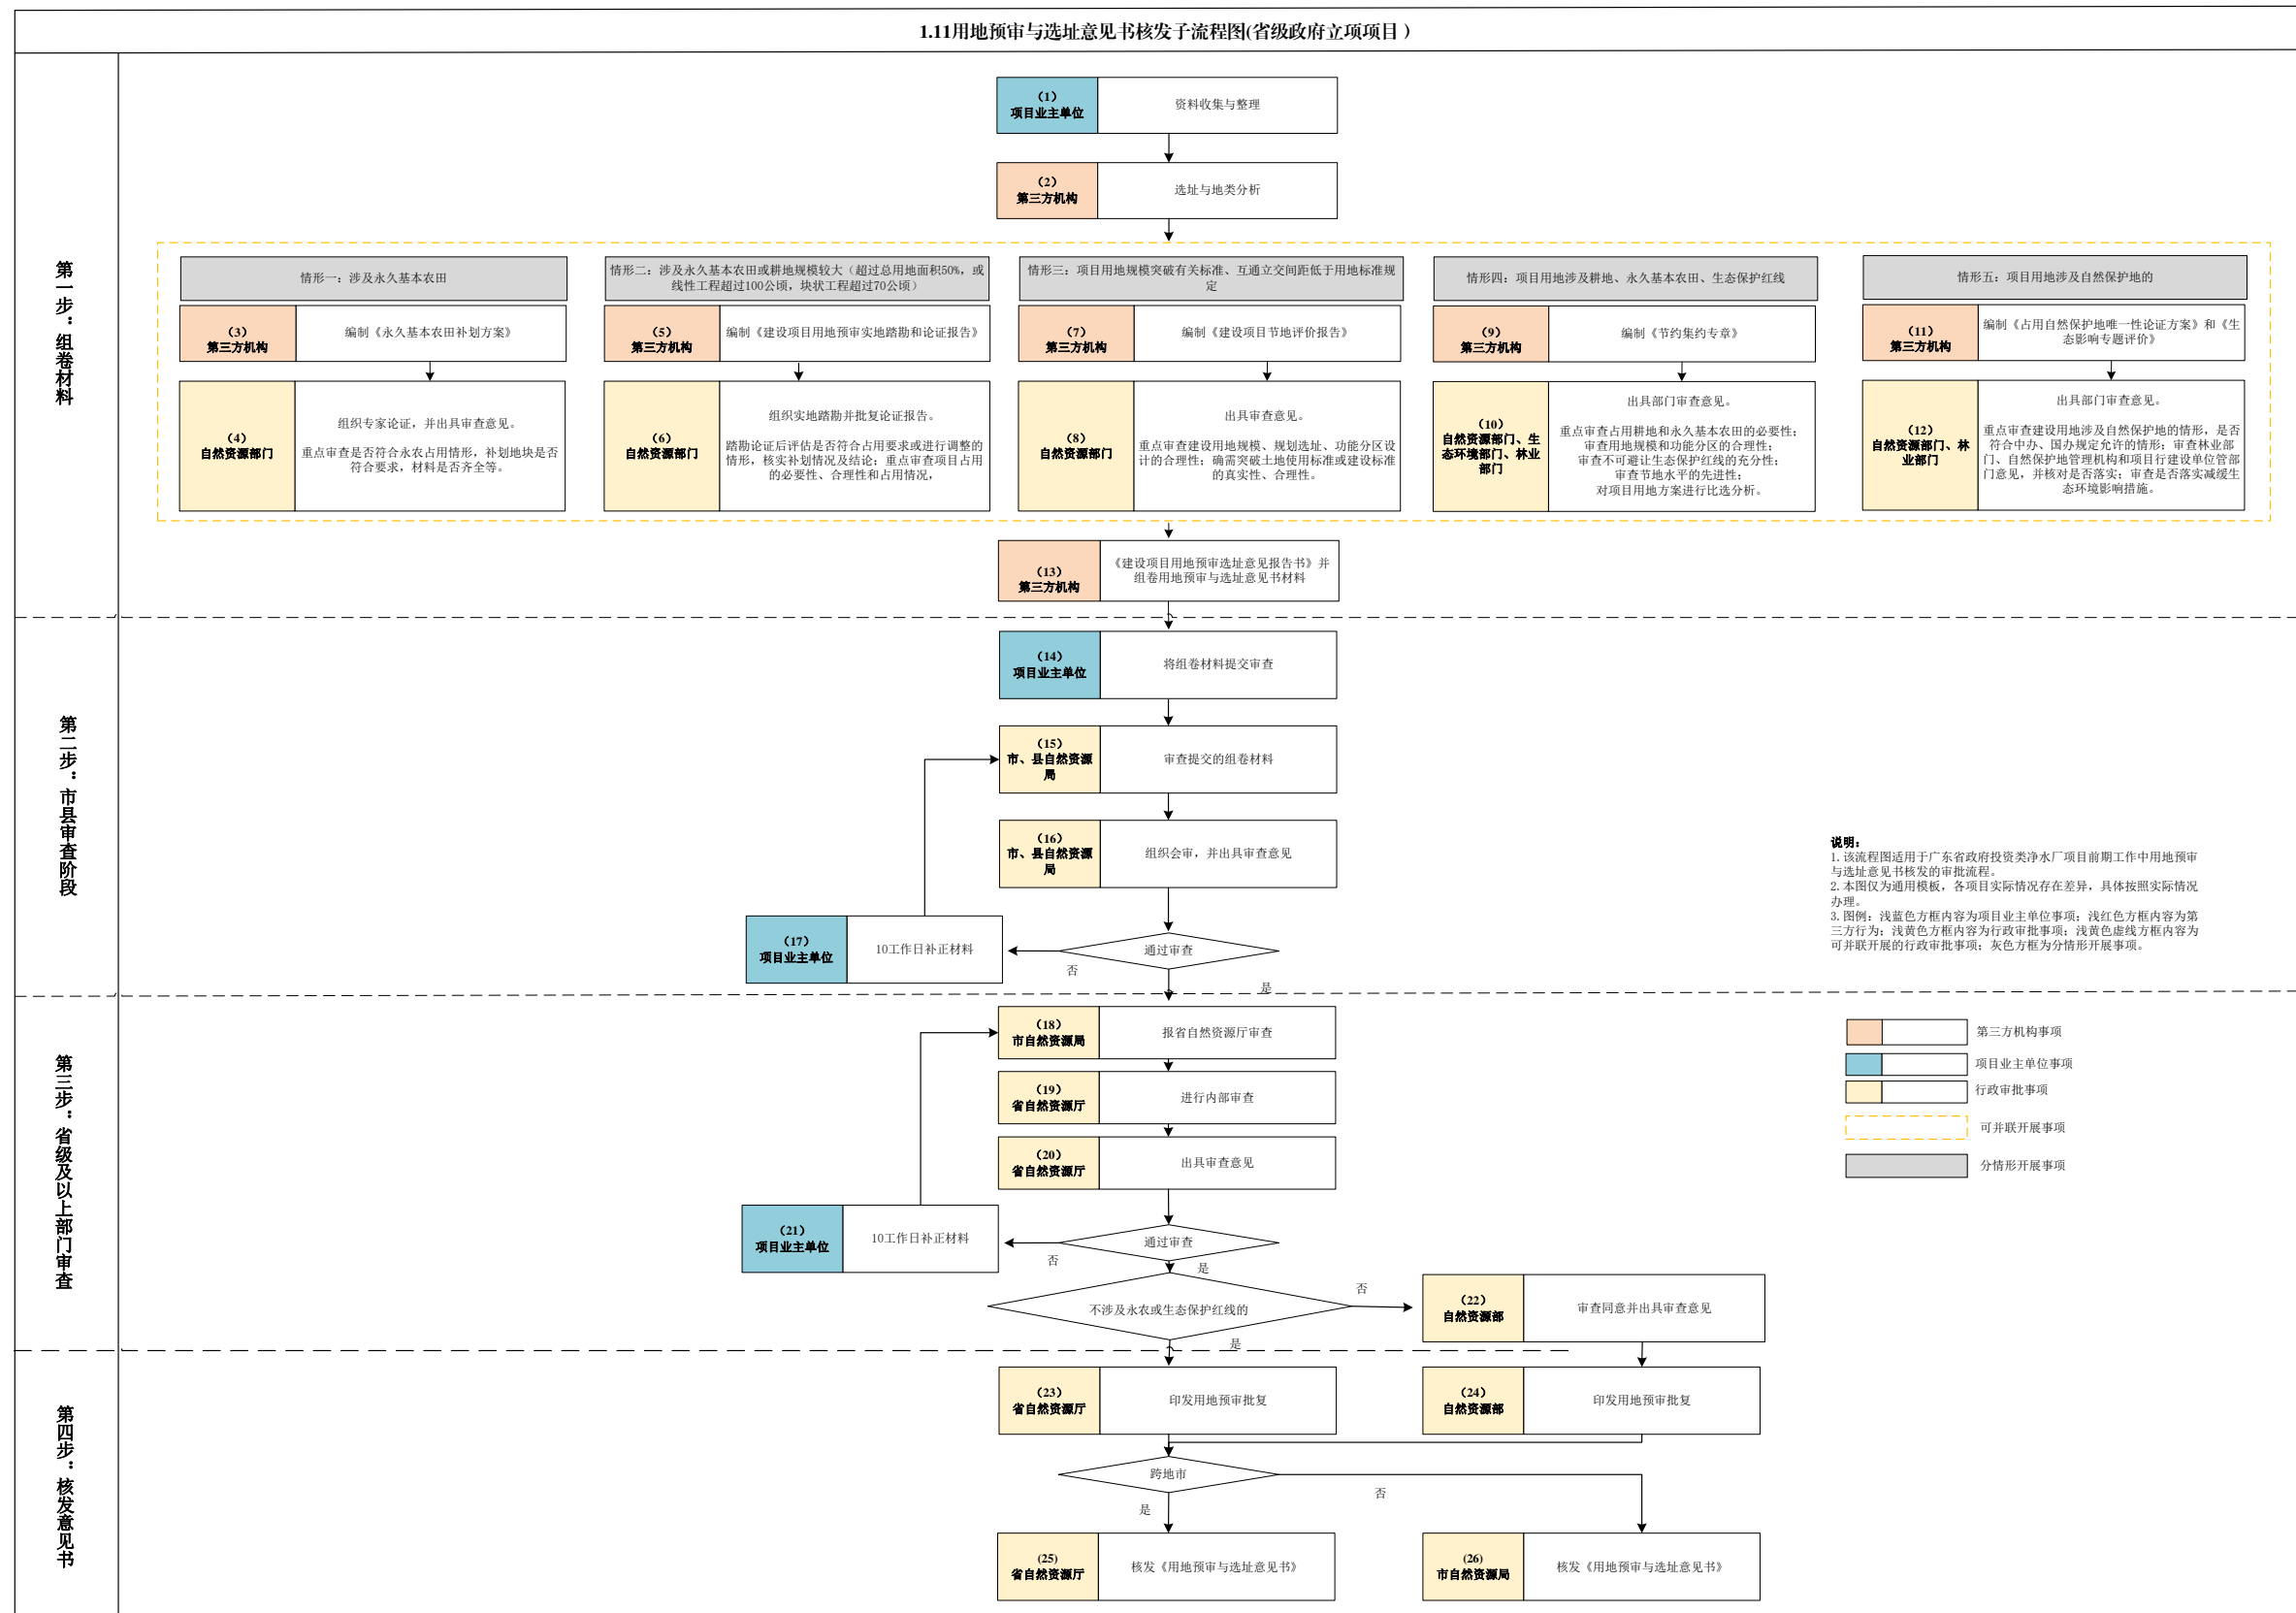 1.11用地预审与选址意见书核发子流程图(省级政府立项项目）
第一步：组卷材料
（1）
项目业主单位
资料收集与整理
（2）
第三方机构
选址与地类分析
情形一：涉及永久基本农田
（3）
第三方机构
编制《永久基本农田补划方案》
（4）
自然资源部门
组织专家论证，并出具审查意见。
重点审查是否符合永农占用情形，补划地块是否
符合要求，材料是否齐全等。
情形二：涉及永久基本农田或耕地规模较大（超过总用地面积50%，或
线性工程超过100公顷，块状工程超过70公顷）
（5）
第三方机构
编制《建设项目用地预审实地踏勘和论证报告》
（6）
自然资源部门
组织实地踏勘并批复论证报告。
踏勘论证后评估是否符合占用要求或进行调整的
情形，核实补划情况及结论；重点审查项目占用
的必要性、合理性和占用情况，
情形三：项目用地规模突破有关标准、互通立交间距低于用地标准规
定
（7）
第三方机构
编制《建设项目节地评价报告》
（8）
自然资源部门
出具审查意见。
重点审查建设用地规模、规划选址、功能分区设
计的合理性；确需突破土地使用标准或建设标准
的真实性、合理性。
情形四：项目用地涉及耕地、永久基本农田、生态保护红线
（9）
第三方机构
编制《节约集约专章》
（10）
自然资源部门、生
态环境部门、林业
部门
出具部门审查意见。
重点审查占用耕地和永久基本农田的必要性；
审查用地规模和功能分区的合理性；
审查不可避让生态保护红线的充分性；
审查节地水平的先进性；
对项目用地方案进行比选分析。
情形五：项目用地涉及自然保护地的
（11）
第三方机构
编制《占用自然保护地唯一性论证方案》和《生
态影响专题评价》
（12）
自然资源部门、林
业部门
出具部门审查意见。
重点审查建设用地涉及自然保护地的情形，是否
符合中办、国办规定允许的情形；审查林业部
门、自然保护地管理机构和项目行建设单位管部
门意见，并核对是否落实；审查是否落实减缓生
态环境影响措施。
（13）
第三方机构
《建设项目用地预审选址意见报告书》并
组卷用地预审与选址意见书材料
第二步：市县审查阶段
（14）
项目业主单位
将组卷材料提交审查
（15）
市、县自然资源
局
审查提交的组卷材料
（16）
市、县自然资源
局
组织会审，并出具审查意见
（17）
项目业主单位
10工作日补正材料
否
通过审查
是
说明：
1.该流程图适用于广东省政府投资类净水厂项目前期工作中用地预审
与选址意见书核发的审批流程。
2.本图仅为通用模板，各项目实际情况存在差异，具体按照实际情况
办理。
3.图例：浅蓝色方框内容为项目业主单位事项；浅红色方框内容为第
三方行为；浅黄色方框内容为行政审批事项；浅黄色虚线方框内容为
可并联开展的行政审批事项；灰色方框为分情形开展事项。
第三步：省级及以上部门审查
（18）
市自然资源局
报省自然资源厅审查
（19）
省自然资源厅
进行内部审查
（20）
省自然资源厅
出具审查意见
（21）
项目业主单位
10工作日补正材料
否
通过审查
是
不涉及永农或生态保护红线的
否
是
（22）
自然资源部
审查同意并出具审查意见
第三方机构事项
项目业主单位事项
行政审批事项
可并联开展事项
分情形开展事项
第四步：核发意见书
（23）
省自然资源厅
印发用地预审批复
（24）
自然资源部
印发用地预审批复
跨地市
是
否
(25)
省自然资源厅
核发《用地预审与选址意见书》
(26)
市自然资源局
核发《用地预审与选址意见书》